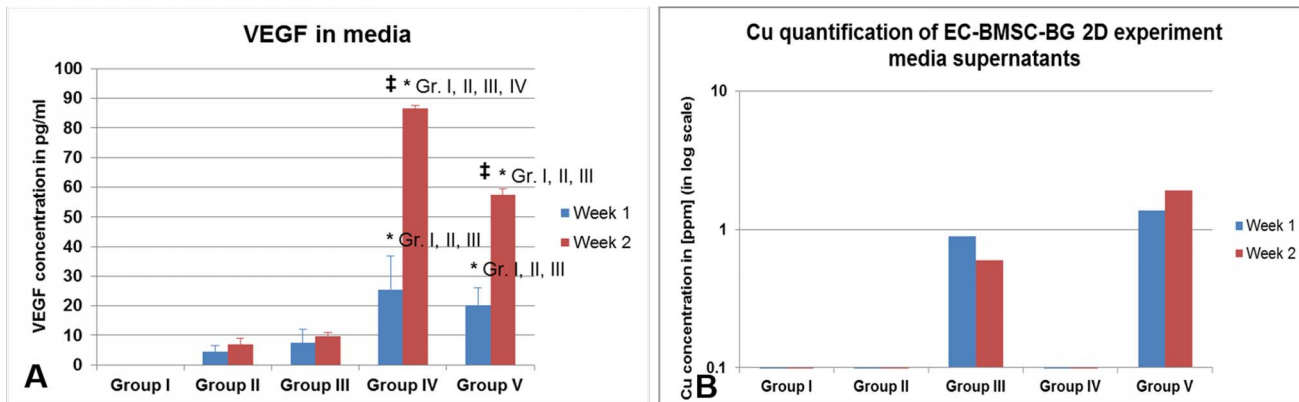 VEGF in media
VEGF concentration in pg/ml
100
90
80
70
60
50
40
30
20
10
0
‡ * Gr. I, II, III, IV
‡ * Gr. I, II, III
* Gr. I, II, III
* Gr. I, II, III
Week 1
Week 2
Group I Group II Group III Group IV Group V
A
Cu quantification of EC-BMSC-BG 2D experiment
media supernatants
Cu concentration in [ppm] (in log scale)
10
1
0.1
Week 1
Week 2
Group I Group II Group III Group IV Group V
B